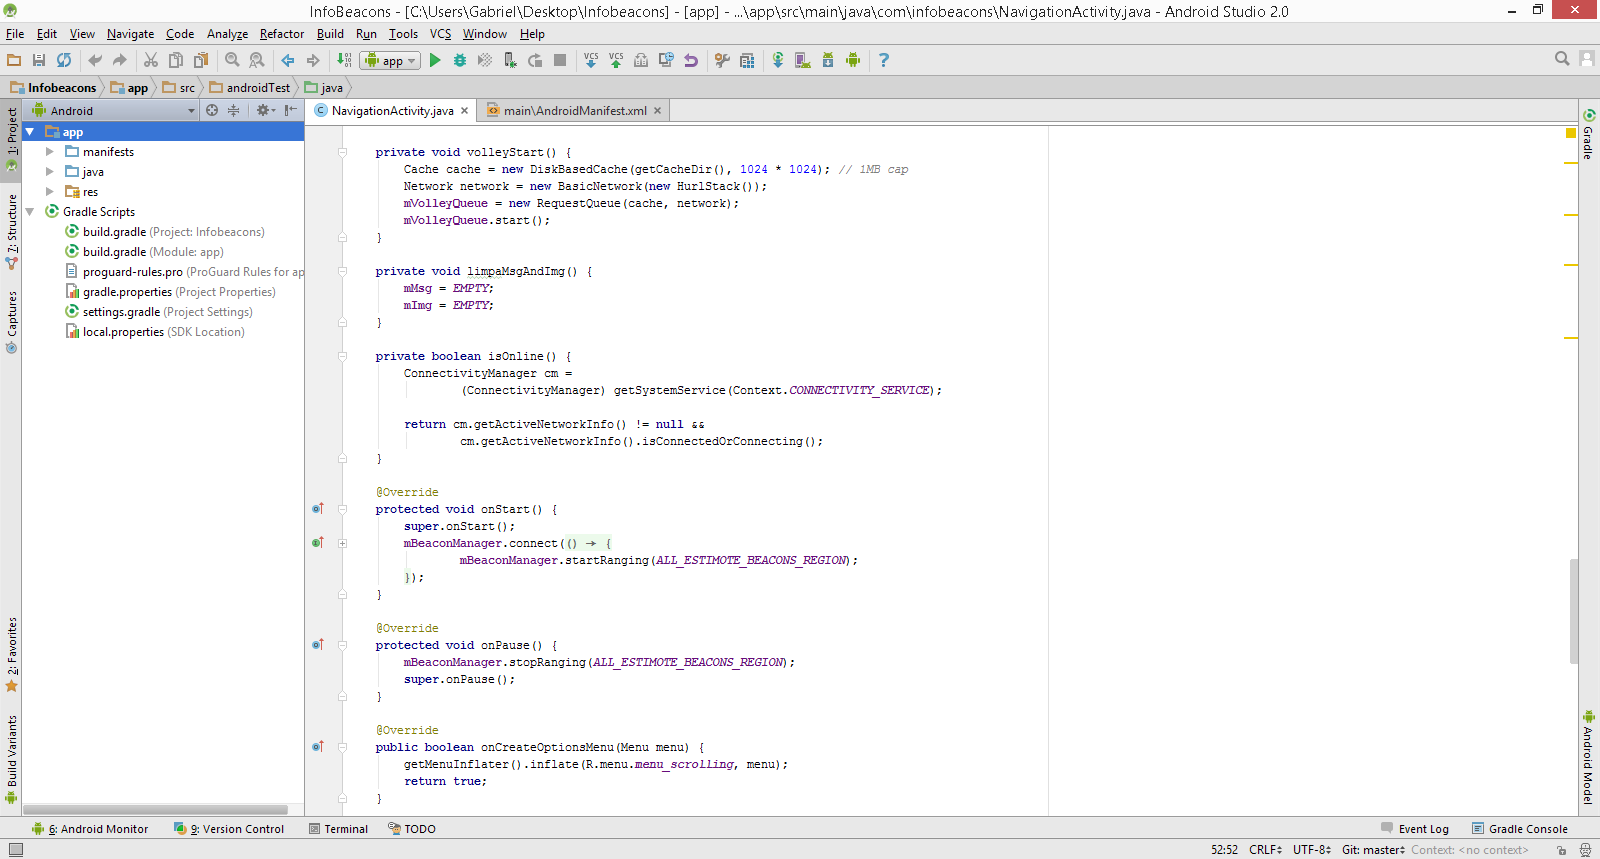 InfoBeacons - [C:\Users\Gabriel\Desktop\Infobeacons] - [app] - ...\app\src\main\java\com\infobeacons\NavigationActivity.java - Android Studio 2.0
File Edit View Navigate Code Analyze Refactor Build Run Tools VCS Window Help
app VCS VCS ?
Infobeacons app src androidTest java
Android
NavigationActivity.java × main\AndroidManifest.xml ×
1: Project
7: Structure
Captures
2: Favorites
Build Variants
app
manifests
java
res
Gradle Scripts
build.gradle (Project: Infobeacons)
build.gradle (Module: app)
proguard-rules.pro (ProGuard Rules for ap
gradle.properties (Project Properties)
settings.gradle (Project Settings)
local.properties (SDK Location)
private void volleyStart() {
Cache cache = new DiskBasedCache(getCacheDir(), 1024 * 1024); // 1MB cap
Network network = new BasicNetwork(new HurlStack());
mVolleyQueue = new RequestQueue(cache, network);
mVolleyQueue.start();
}
private void limpaMsgAndImg() {
mMsg = EMPTY;
mImg = EMPTY;
}
private boolean isOnline() {
ConnectivityManager cm =
(ConnectivityManager) getSystemService(Context.CONNECTIVITY_SERVICE);
return cm.getActiveNetworkInfo() != null &&
cm.getActiveNetworkInfo().isConnectedOrConnecting();
}
@Override
protected void onStart() {
super.onStart();
mBeaconManager.connect(() → {
mBeaconManager.startRanging(ALL_ESTIMOTE_BEACONS_REGION);
});
}
@Override
protected void onPause() {
mBeaconManager.stopRanging(ALL_ESTIMOTE_BEACONS_REGION);
super.onPause();
}
@Override
public boolean onCreateOptionsMenu(Menu menu) {
getMenuInflater().inflate(R.menu.menu_scrolling, menu);
return true;
}
Gradle
Android Model
6: Android Monitor 9: Version Control Terminal TODO Event Log Gradle Console
52:52 CRLF UTF-8 Git: master Context: <no context>